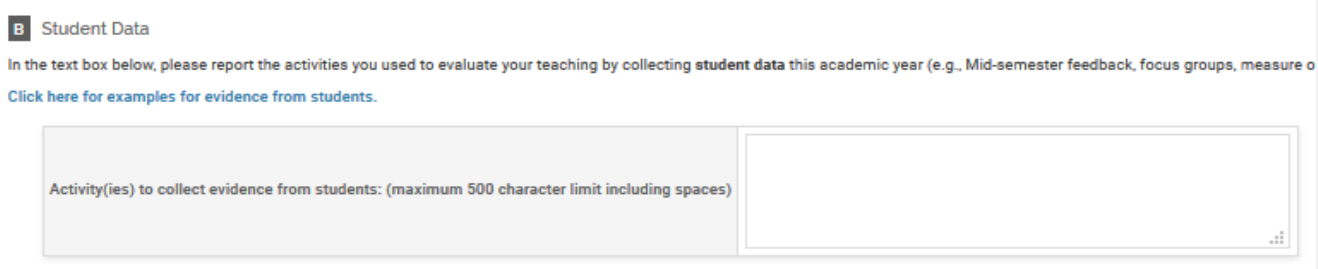 B Student Data
In the text box below, please report the activities you used to evaluate your teaching by collecting student data this academic year (e.g., Mid-semester feedback, focus groups, measure o
Click here for examples for evidence from students.
Activity(ies) to collect evidence from students: (maximum 500 character limit including spaces)